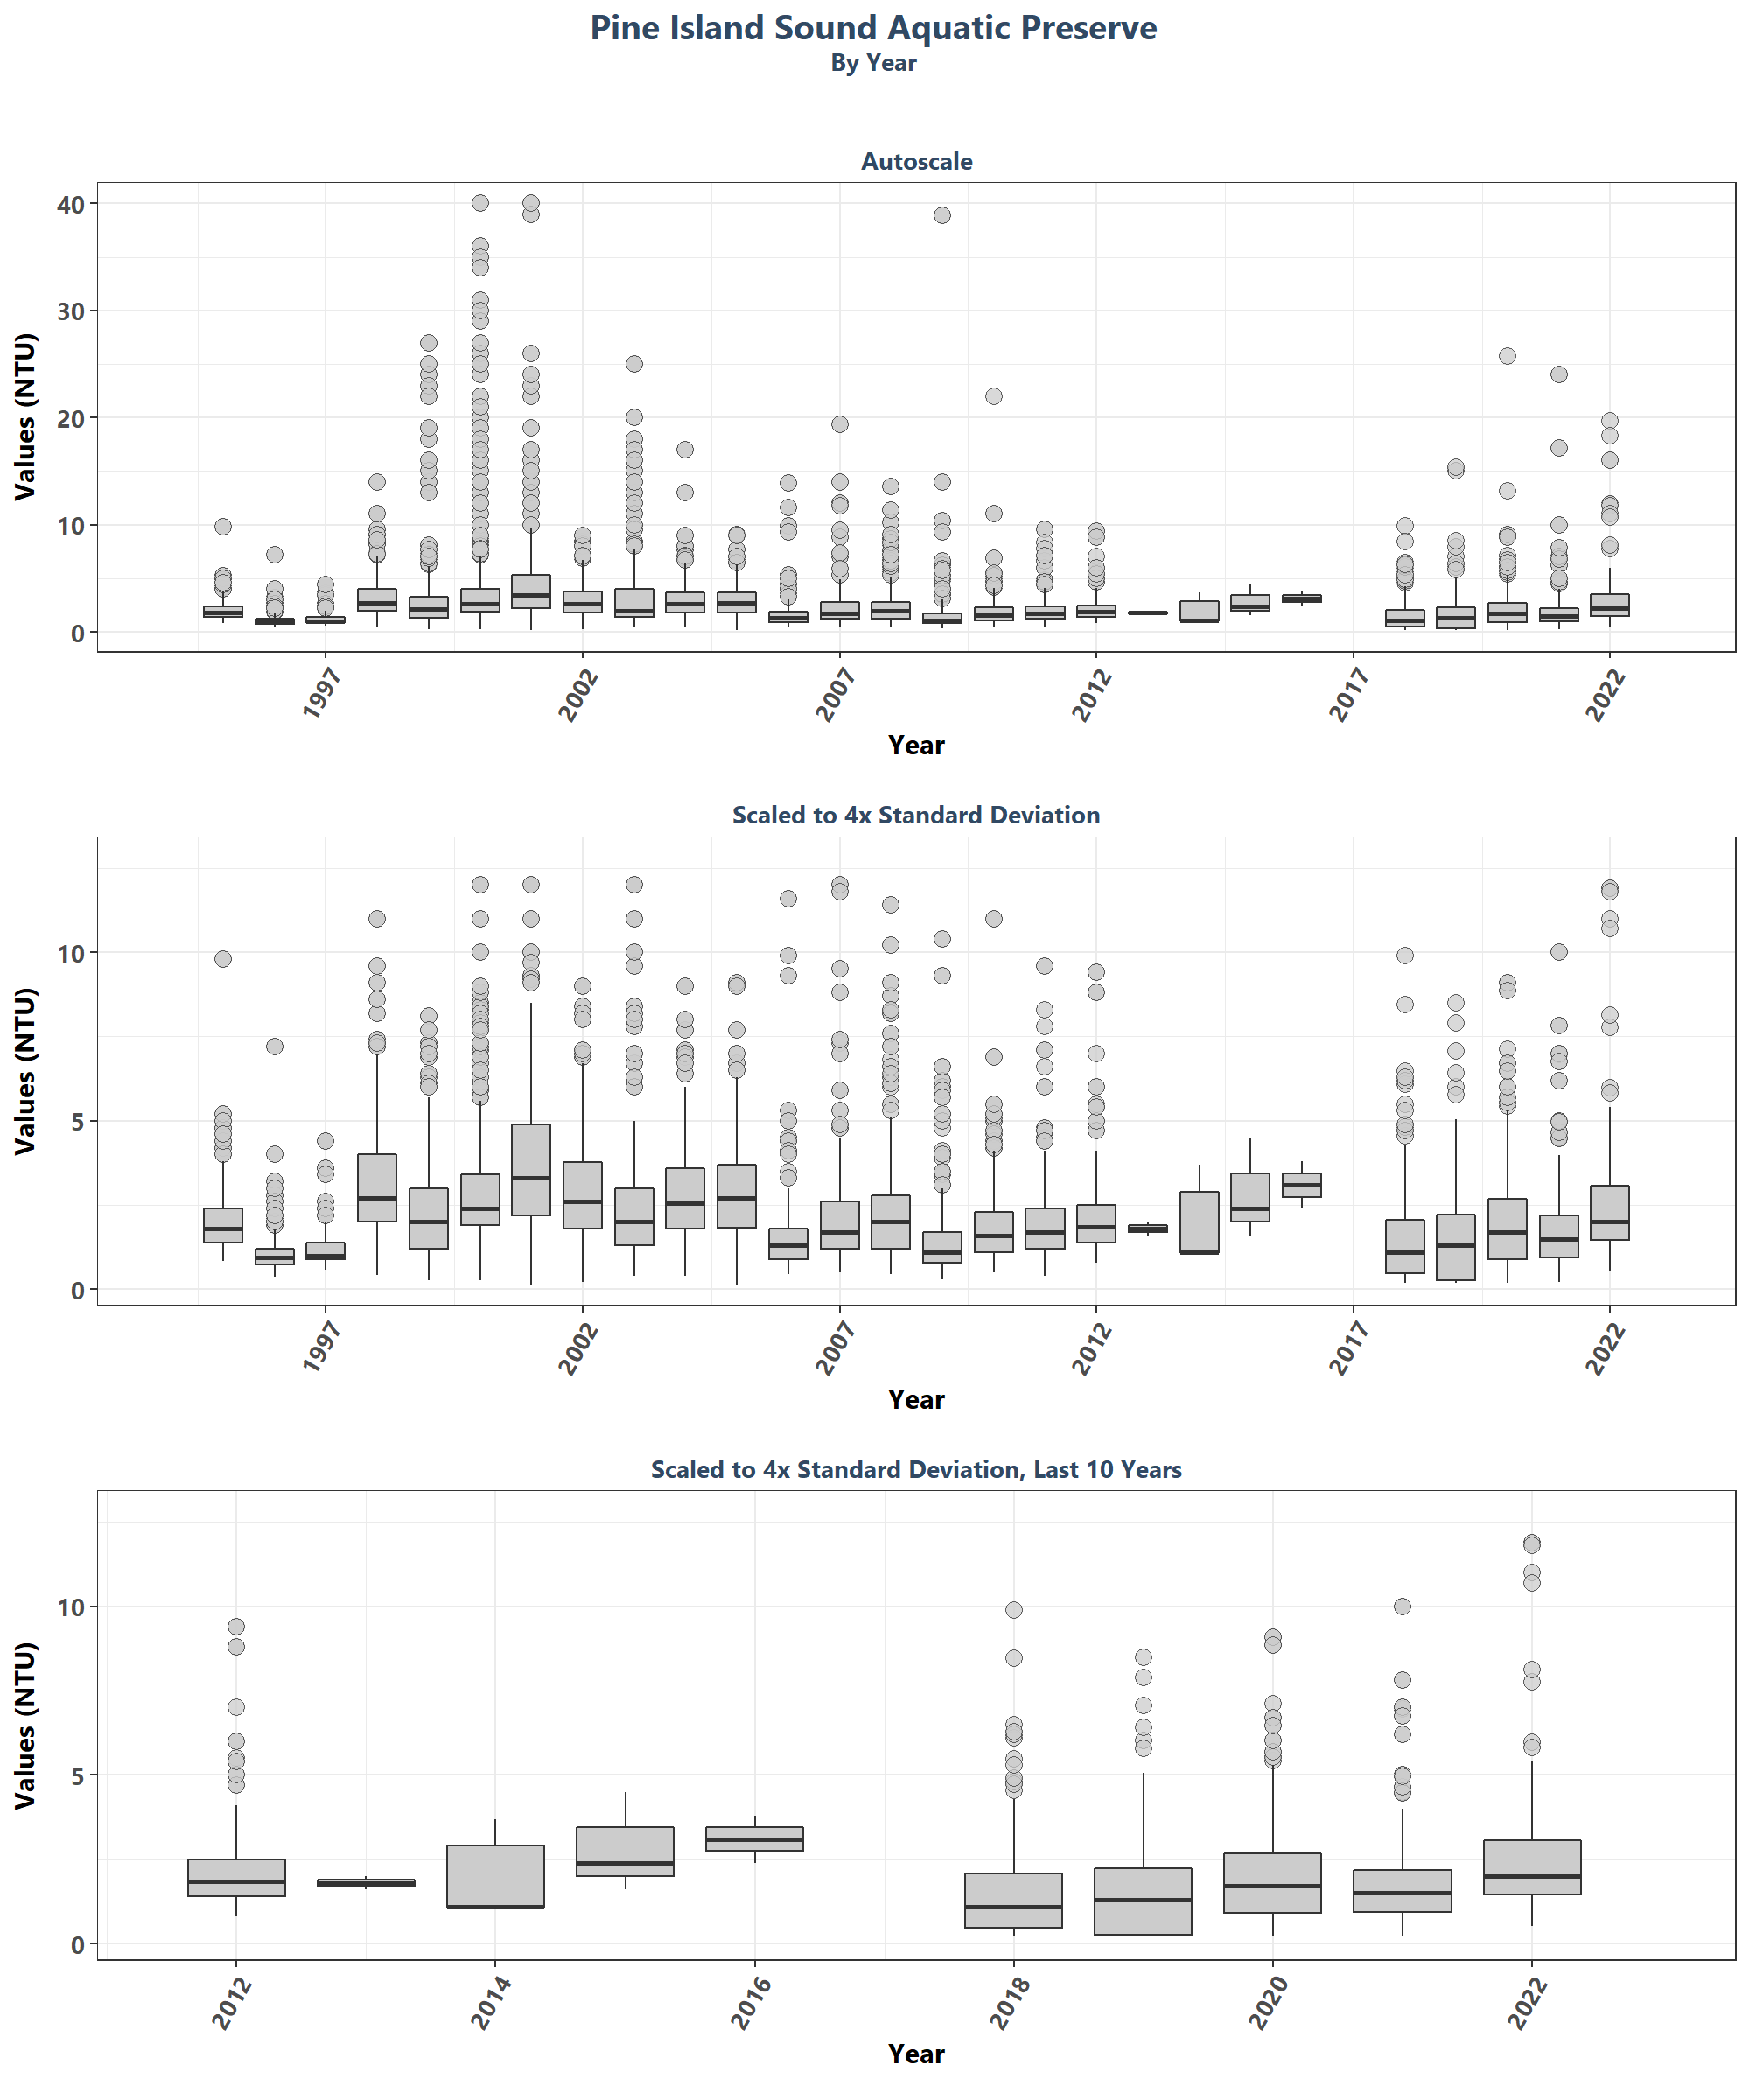 Pine Island Sound Aquatic Preserve
By Year
Autoscale
Values (NTU)
40
30
20
10
0
1997
2002
2007
2012
2017
2022
Year
Scaled to 4x Standard Deviation
Values (NTU)
10
5
0
1997
2002
2007
2012
2017
2022
Year
Scaled to 4x Standard Deviation, Last 10 Years
Values (NTU)
10
5
0
2012
2014
2016
2018
2020
2022
Year